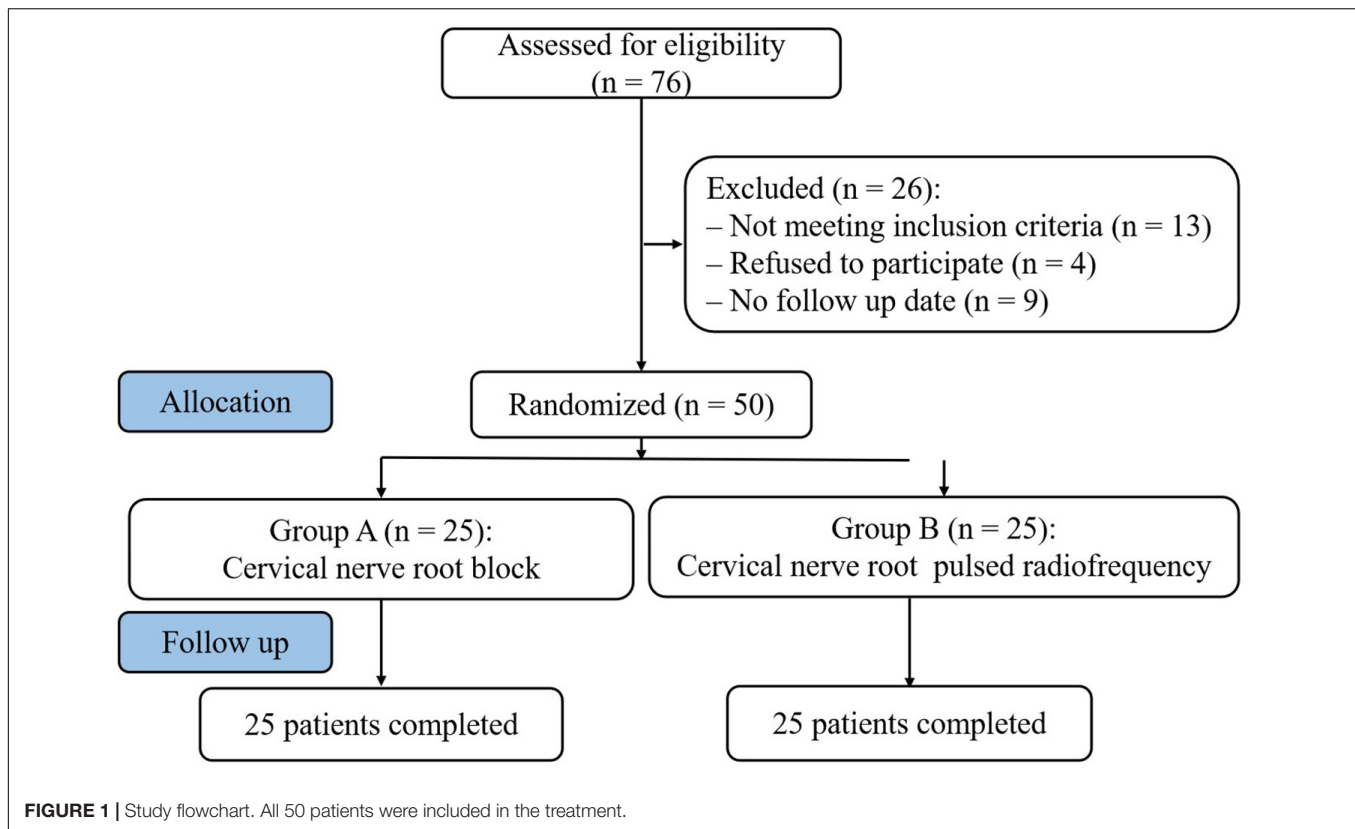 Assessed for eligibility
(n = 76)
Excluded (n = 26):
– Not meeting inclusion criteria (n = 13)
– Refused to participate (n = 4)
– No follow up date (n = 9)
Allocation
Randomized (n = 50)
Group A (n = 25):
Cervical nerve root block
Group B (n = 25):
Cervical nerve root pulsed radiofrequency
Follow up
25 patients completed
25 patients completed
FIGURE 1 | Study flowchart. All 50 patients were included in the treatment.